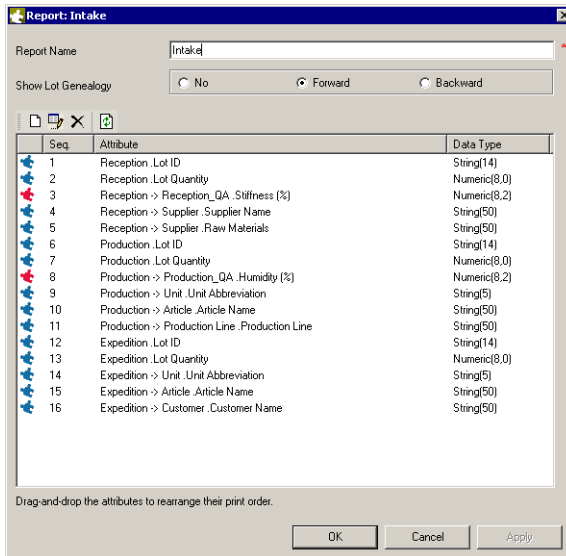 Report: Intake
Report Name Intake *
Show Lot Genealogy No Forward Backward
Seq. Attribute Data Type
1 Reception .Lot ID String(14)
2 Reception .Lot Quantity Numeric(8,0)
3 Reception -> Reception_QA .Stiffness (%) Numeric(8,2)
4 Reception -> Supplier .Supplier Name String(50)
5 Reception -> Supplier .Raw Materials String(50)
6 Production .Lot ID String(14)
7 Production .Lot Quantity Numeric(8,0)
8 Production -> Production_QA .Humidity (%) Numeric(8,2)
9 Production -> Unit .Unit Abbreviation String(5)
10 Production -> Article .Article Name String(50)
11 Production -> Production Line .Production Line String(50)
12 Expedition .Lot ID String(14)
13 Expedition .Lot Quantity Numeric(8,0)
14 Expedition -> Unit .Unit Abbreviation String(5)
15 Expedition -> Article .Article Name String(50)
16 Expedition -> Customer .Customer Name String(50)
Drag-and-drop the attributes to rearrange their print order.
OK Cancel Apply